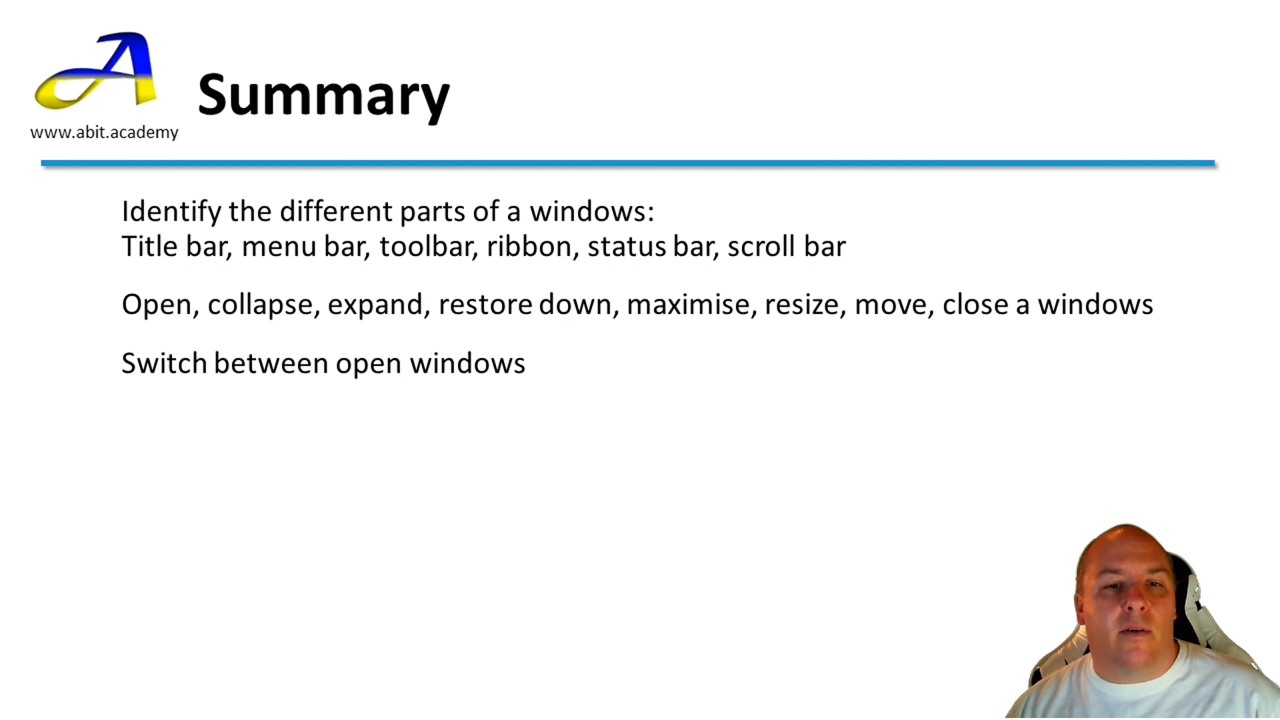 Summary
www.abit.academy
Identify the different parts of a windows:
Title bar, menu bar, toolbar, ribbon, status bar, scroll bar
Open, collapse, expand, restore down, maximise, resize, move, close a windows
Switch between open windows